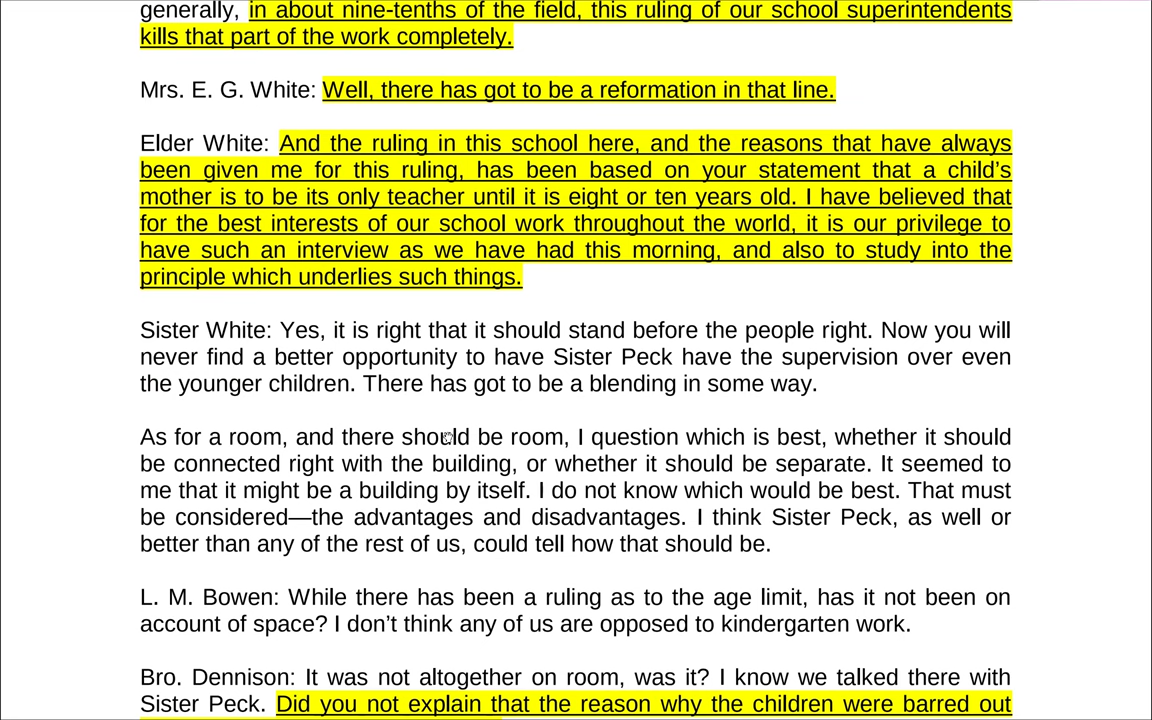 generally, in about nine-tenths of the field, this ruling of our school superintendents
kills that part of the work completely.
Mrs. E. G. White: Well, there has got to be a reformation in that line.
Elder White: And the ruling in this school here, and the reasons that have always
been given me for this ruling, has been based on your statement that a child’s
mother is to be its only teacher until it is eight or ten years old. I have believed that
for the best interests of our school work throughout the world, it is our privilege to
have such an interview as we have had this morning, and also to study into the
principle which underlies such things.
Sister White: Yes, it is right that it should stand before the people right. Now you will
never find a better opportunity to have Sister Peck have the supervision over even
the younger children. There has got to be a blending in some way.
As for a room, and there should be room, I question which is best, whether it should
be connected right with the building, or whether it should be separate. It seemed to
me that it might be a building by itself. I do not know which would be best. That must
be considered—the advantages and disadvantages. I think Sister Peck, as well or
better than any of the rest of us, could tell how that should be.
L. M. Bowen: While there has been a ruling as to the age limit, has it not been on
account of space? I don’t think any of us are opposed to kindergarten work.
Bro. Dennison: It was not altogether on room, was it? I know we talked there with
Sister Peck. Did you not explain that the reason why the children were barred out